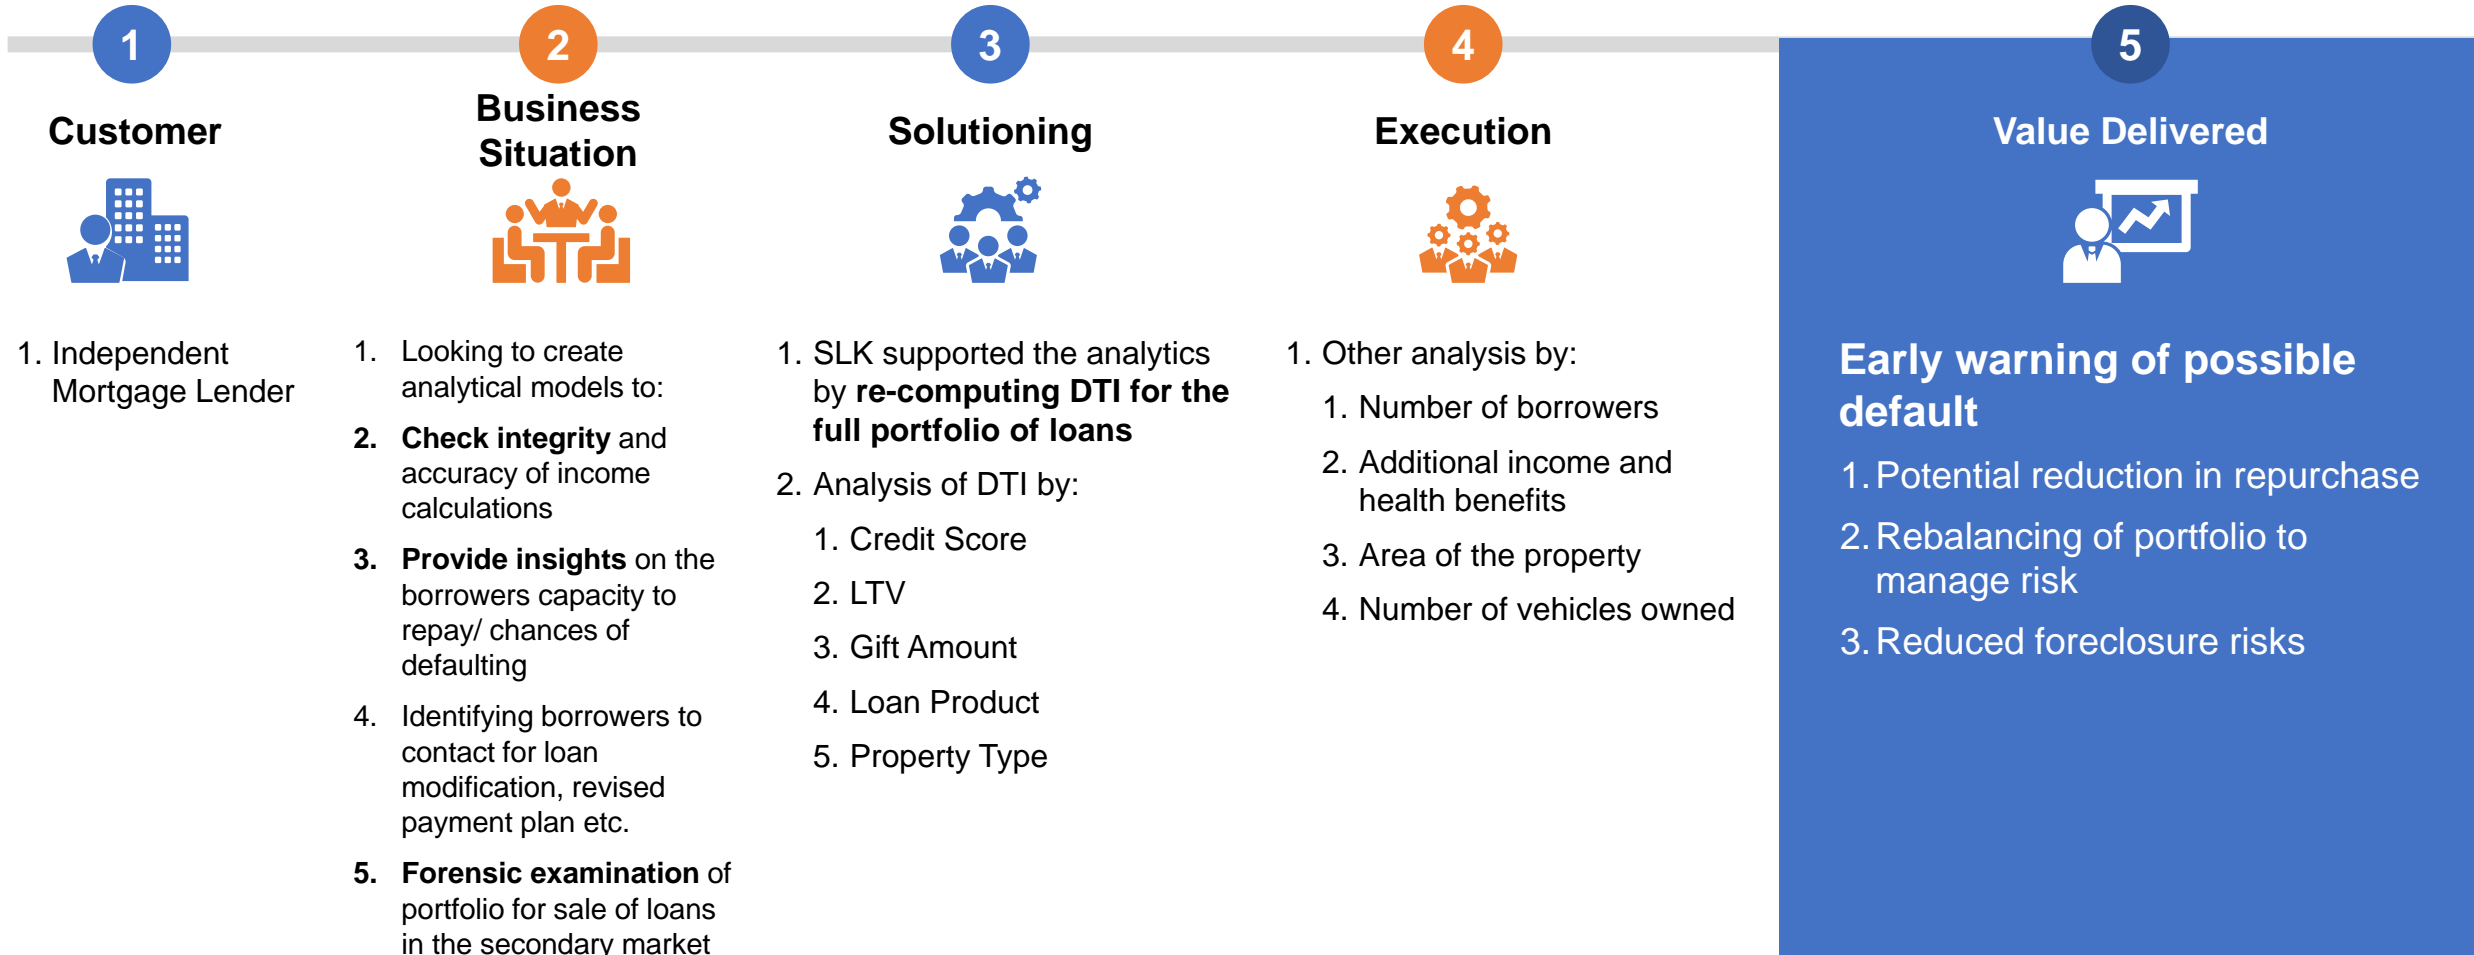 1
Customer
1. Independent
Mortgage Lender
2
Business
Situation
1. Looking to create
analytical models to:
2. Check integrity and
accuracy of income
calculations
3. Provide insights on the
borrowers capacity to
repay/ chances of
defaulting
4. Identifying borrowers to
contact for loan
modification, revised
payment plan etc.
5. Forensic examination of
portfolio for sale of loans
in the secondary market
3
Solutioning
1. SLK supported the analytics
by re-computing DTI for the
full portfolio of loans
2. Analysis of DTI by:
1. Credit Score
2. LTV
3. Gift Amount
4. Loan Product
5. Property Type
4
Execution
1. Other analysis by:
1. Number of borrowers
2. Additional income and
health benefits
3. Area of the property
4. Number of vehicles owned
5
Value Delivered
Early warning of possible
default
1. Potential reduction in repurchase
2. Rebalancing of portfolio to
manage risk
3. Reduced foreclosure risks